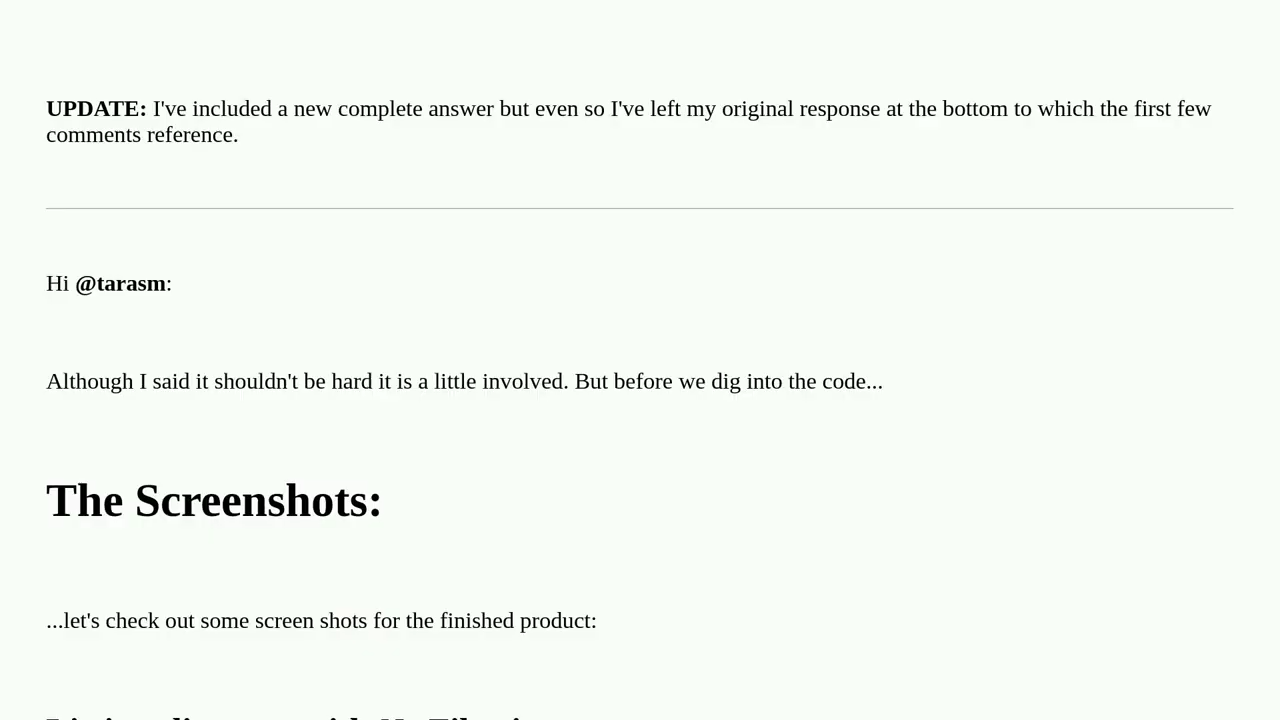 UPDATE: I've included a new complete answer but even so I've left my original response at the bottom to which the first few
comments reference.
Hi @tarasm:
Although I said it shouldn't be hard it is a little involved. But before we dig into the code...
The Screenshots:
...let's check out some screen shots for the finished product: